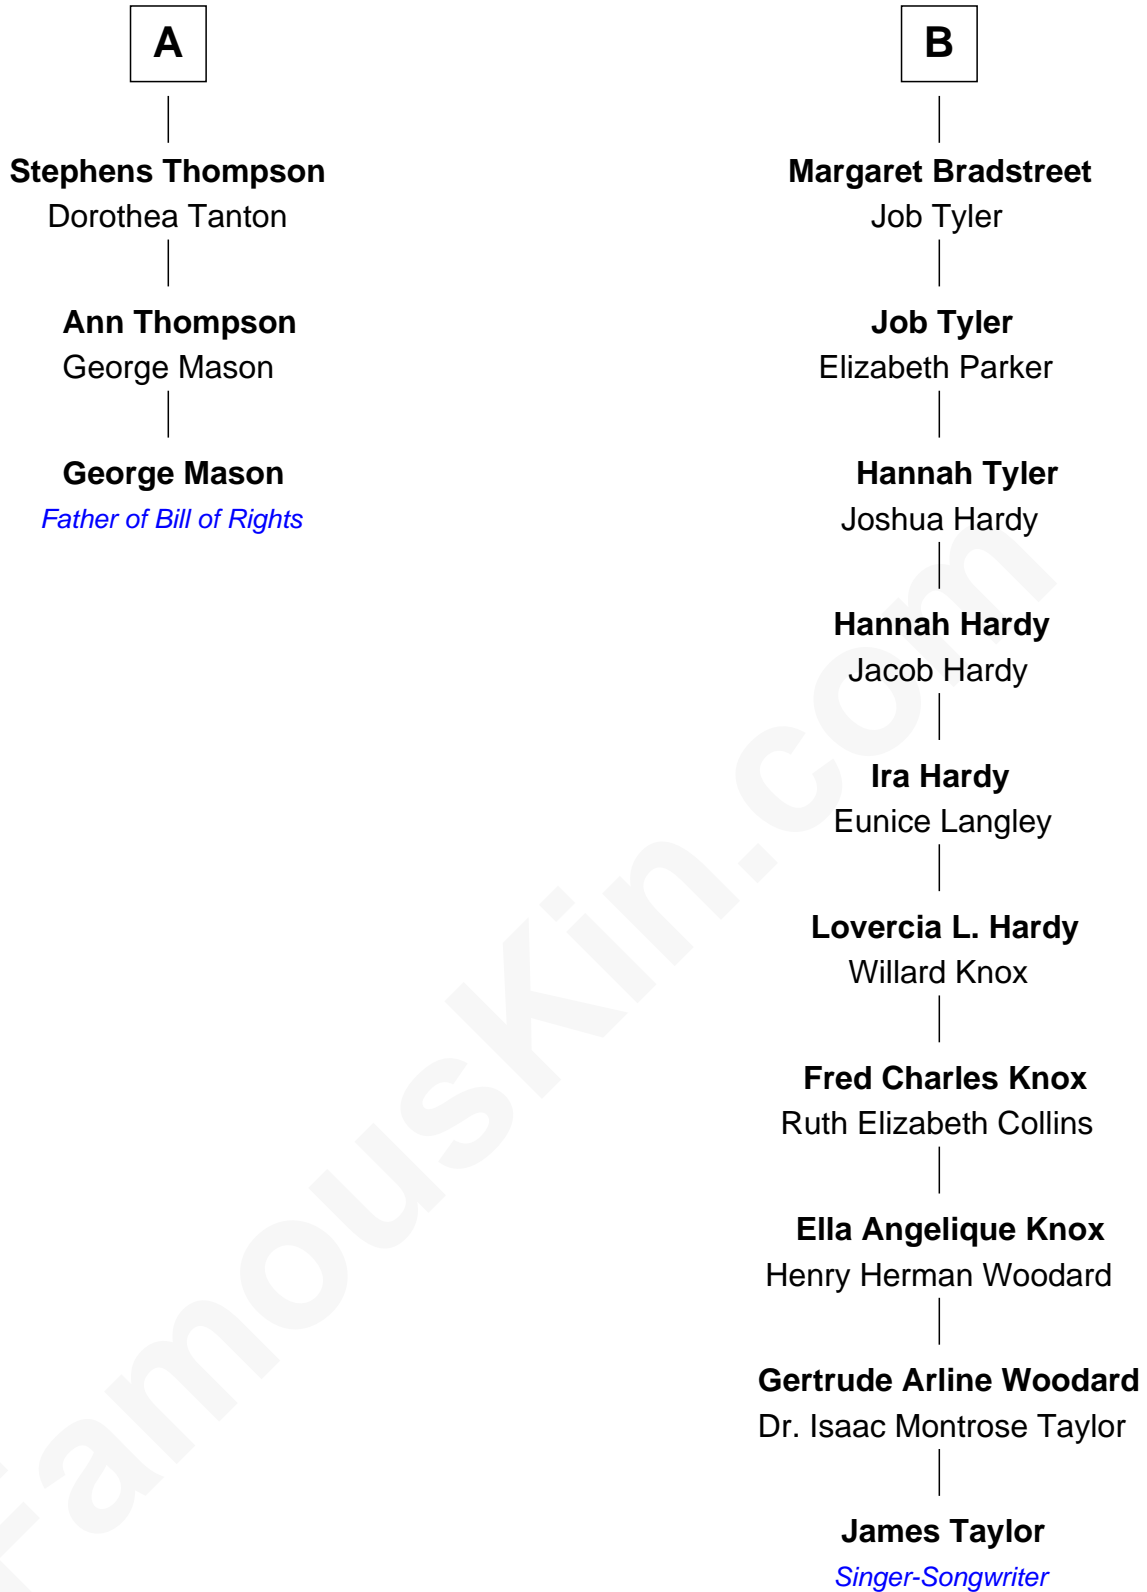 A
Stephens Thompson
Dorothea Tanton
Ann Thompson
George Mason
George Mason
Father of Bill of Rights
B
Margaret Bradstreet
Job Tyler
Job Tyler
Elizabeth Parker
Hannah Tyler
Joshua Hardy
Hannah Hardy
Jacob Hardy
Ira Hardy
Eunice Langley
Lovercia L. Hardy
Willard Knox
Fred Charles Knox
Ruth Elizabeth Collins
Ella Angelique Knox
Henry Herman Woodard
Gertrude Arline Woodard
Dr. Isaac Montrose Taylor
James Taylor
Singer-Songwriter
FamousKin.com